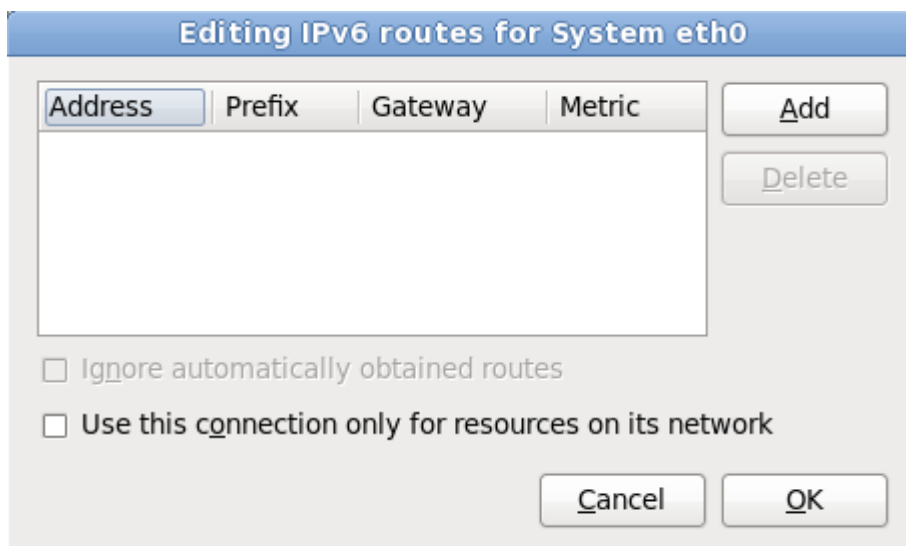 Editing IPv6 routes for System eth0
Address Prefix Gateway Metric
Add
Delete
Ignore automatically obtained routes
Use this connection only for resources on its network
Cancel OK